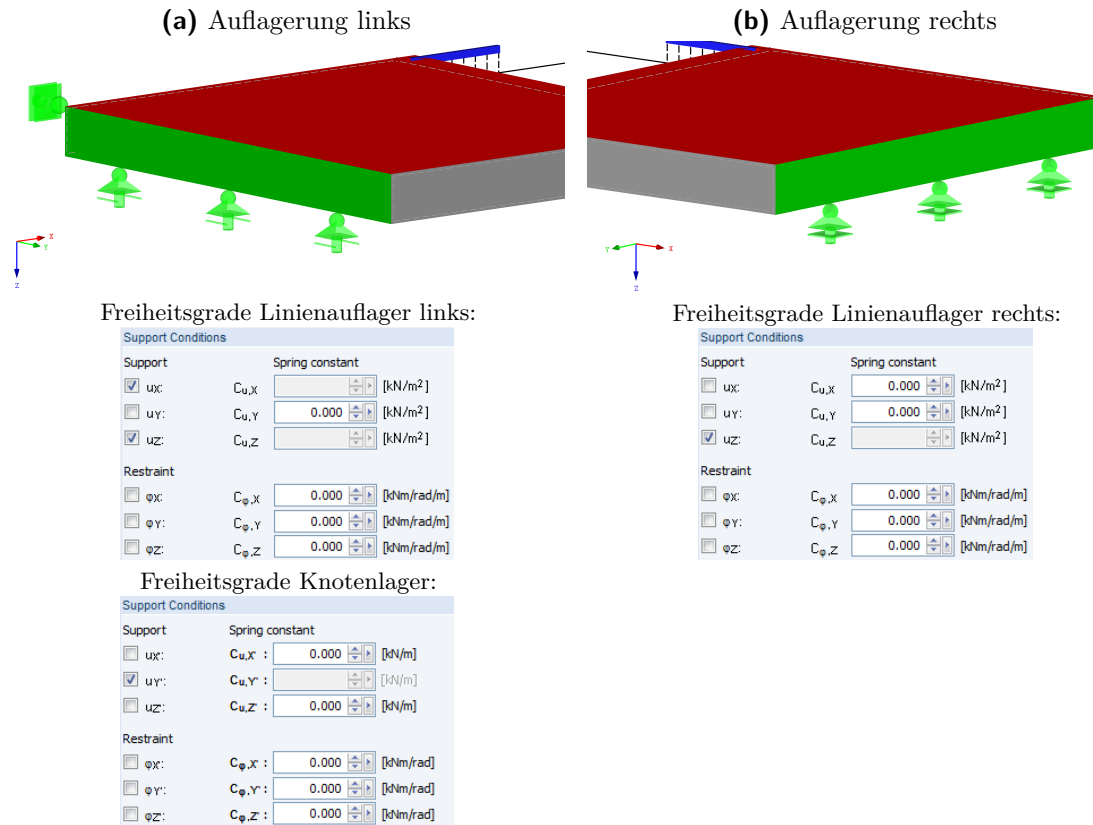 (a) Auflagerung links
(b) Auflagerung rechts
X
Y
Z
Y
X
Z
Freiheitsgrade Linienauflager links:
Support Conditions
Support Spring constant
uX: Cu,X [kN/m²]
uY: Cu,Y 0.000 [kN/m²]
uZ: Cu,Z [kN/m²]
Restraint
φX: Cφ,X 0.000 [kNm/rad/m]
φY: Cφ,Y 0.000 [kNm/rad/m]
φZ: Cφ,Z 0.000 [kNm/rad/m]
Freiheitsgrade Linienauflager rechts:
Support Conditions
Support Spring constant
uX: Cu,X 0.000 [kN/m²]
uY: Cu,Y 0.000 [kN/m²]
uZ: Cu,Z [kN/m²]
Restraint
φX: Cφ,X 0.000 [kNm/rad/m]
φY: Cφ,Y 0.000 [kNm/rad/m]
φZ: Cφ,Z 0.000 [kNm/rad/m]
Freiheitsgrade Knotenlager:
Support Conditions
Support Spring constant
uX': Cu,X' : 0.000 [kN/m]
uY': Cu,Y' : [kN/m]
uZ': Cu,Z' : 0.000 [kN/m]
Restraint
φX': Cφ,X' : 0.000 [kNm/rad]
φY': Cφ,Y' : 0.000 [kNm/rad]
φZ': Cφ,Z' : 0.000 [kNm/rad]